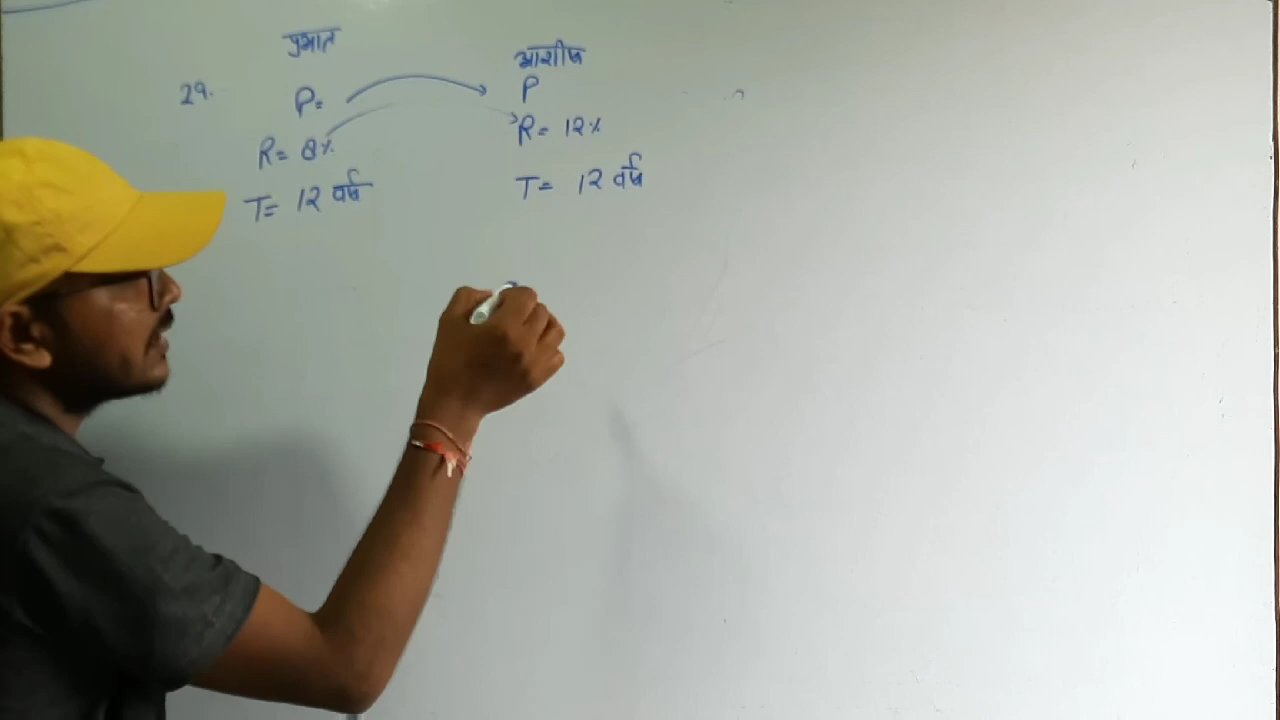 प्रभात
आशीष
29.
P=
P
R= 8%
R= 12%
T= 12 वर्ष
T= 12 वर्ष